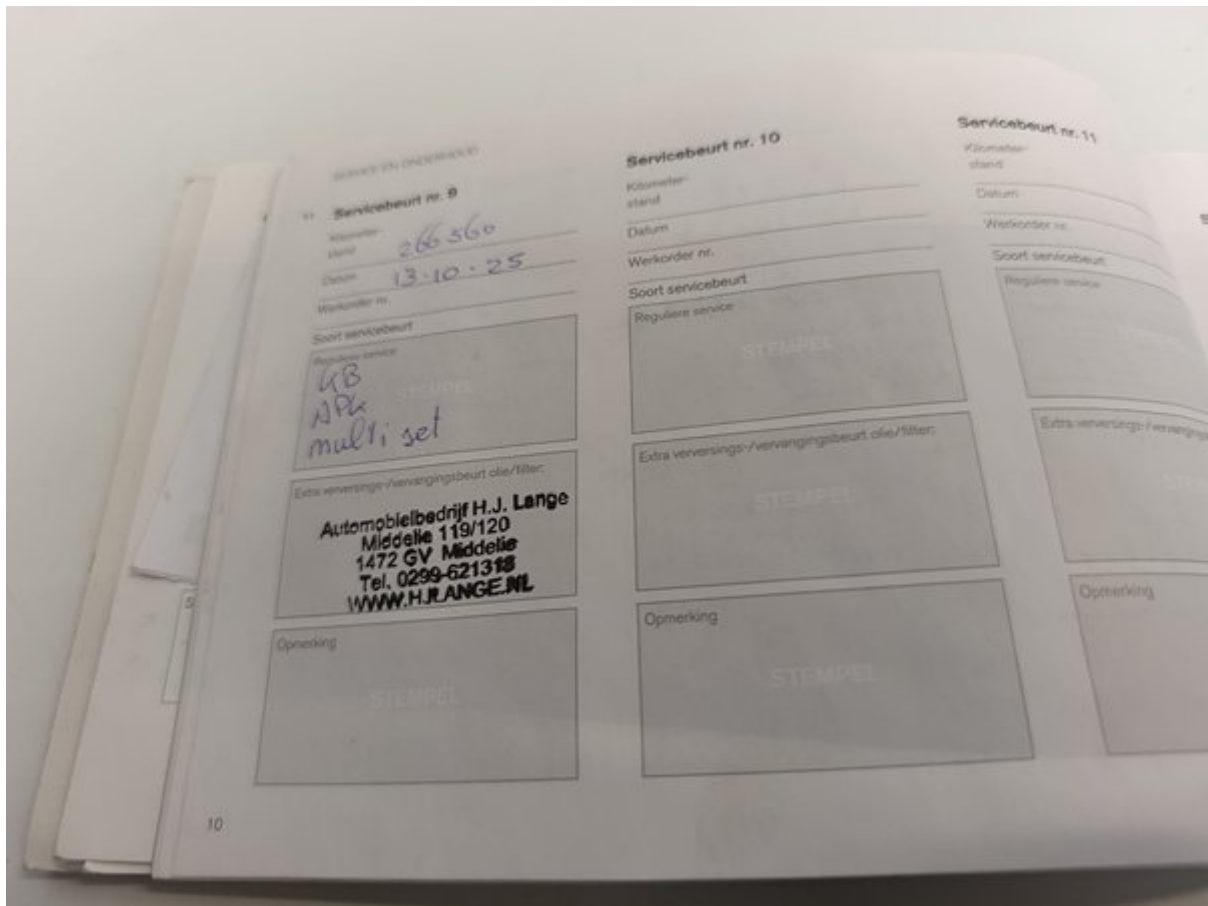 SERVICE EN ONDERHOUD
Servicebeurt nr. 9
Kilometer-
stand 266560
Datum 13-10-25
Werkorder nr.
Soort servicebeurt
Reguliere service
STEMPEL
KB
APK
multi set
Extra verversings-/vervangingsbeurt olie/filter:
Automobielbedrijf H.J. Lange
Middelie 119/120
1472 GV Middelie
Tel. 0299-621318
WWW.HJLANGE.NL
Opmerking
STEMPEL
10
Servicebeurt nr. 10
Kilometer-
stand
Datum
Werkorder nr.
Soort servicebeurt
Reguliere service
STEMPEL
Extra verversings-/vervangingsbeurt olie/filter:
STEMPEL
Opmerking
STEMPEL
Servicebeurt nr. 11
Kilometer-
stand
Datum
Werkorder nr.
Soort servicebeurt
Reguliere service
Extra verversings-/vervangings
Opmerking